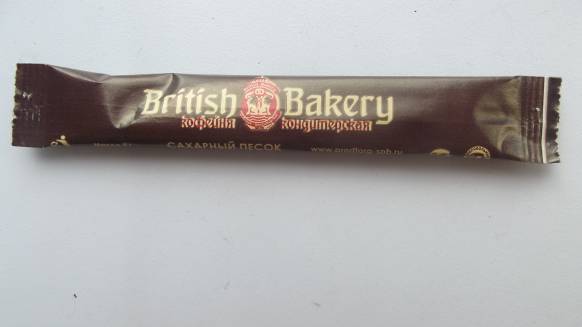 British Bakery
кофейня кондитерская
САХАРНЫЙ ПЕСОК